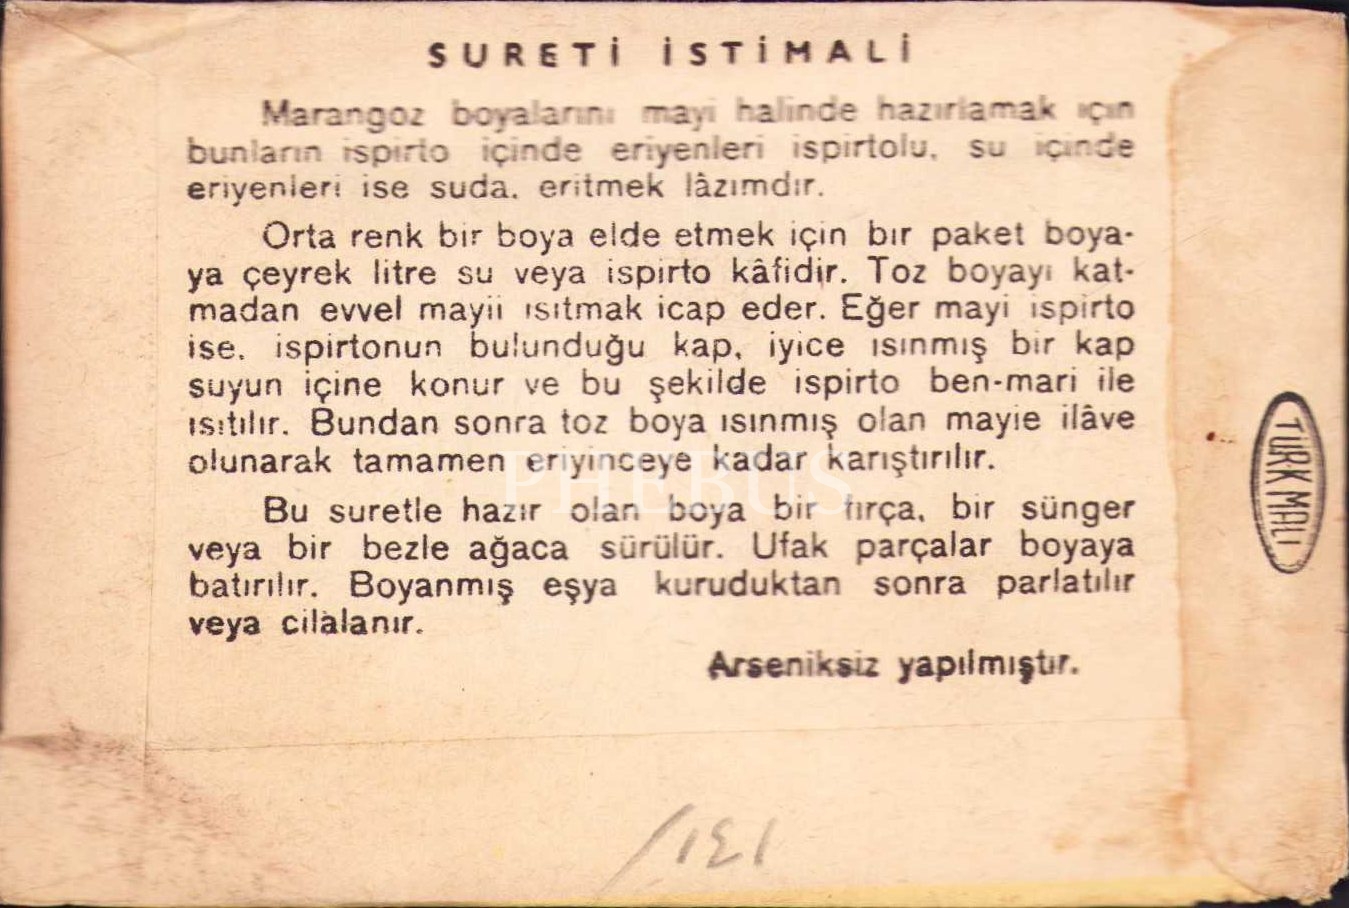 SURETİ İSTİMALİ
Marangoz boyalarını mayi halinde hazırlamak için
bunların ispirto içinde eriyenleri ispirtolu, su içinde
eriyenleri ise suda, eritmek lâzımdır.
Orta renk bir boya elde etmek için bir paket boya-
ya çeyrek litre su veya ispirto kâfidir. Toz boyayı kat-
madan evvel mayii ısıtmak icap eder. Eğer mayi ispirto
ise, ispirtonun bulunduğu kap, iyice ısınmış bir kap
suyun içine konur ve bu şekilde ispirto ben-mari ile
ısıtılır. Bundan sonra toz boya ısınmış olan mayie ilâve
olunarak tamamen eriyinceye kadar karıştırılır.
Bu suretle hazır olan boya bir fırça, bir sünger
veya bir bezle ağaca sürülür. Ufak parçalar boyaya
batırılır. Boyanmış eşya kuruduktan sonra parlatılır
veya cilâlanır.
Arseniksiz yapılmıştır.
TÜRK MALI
PHEBUS